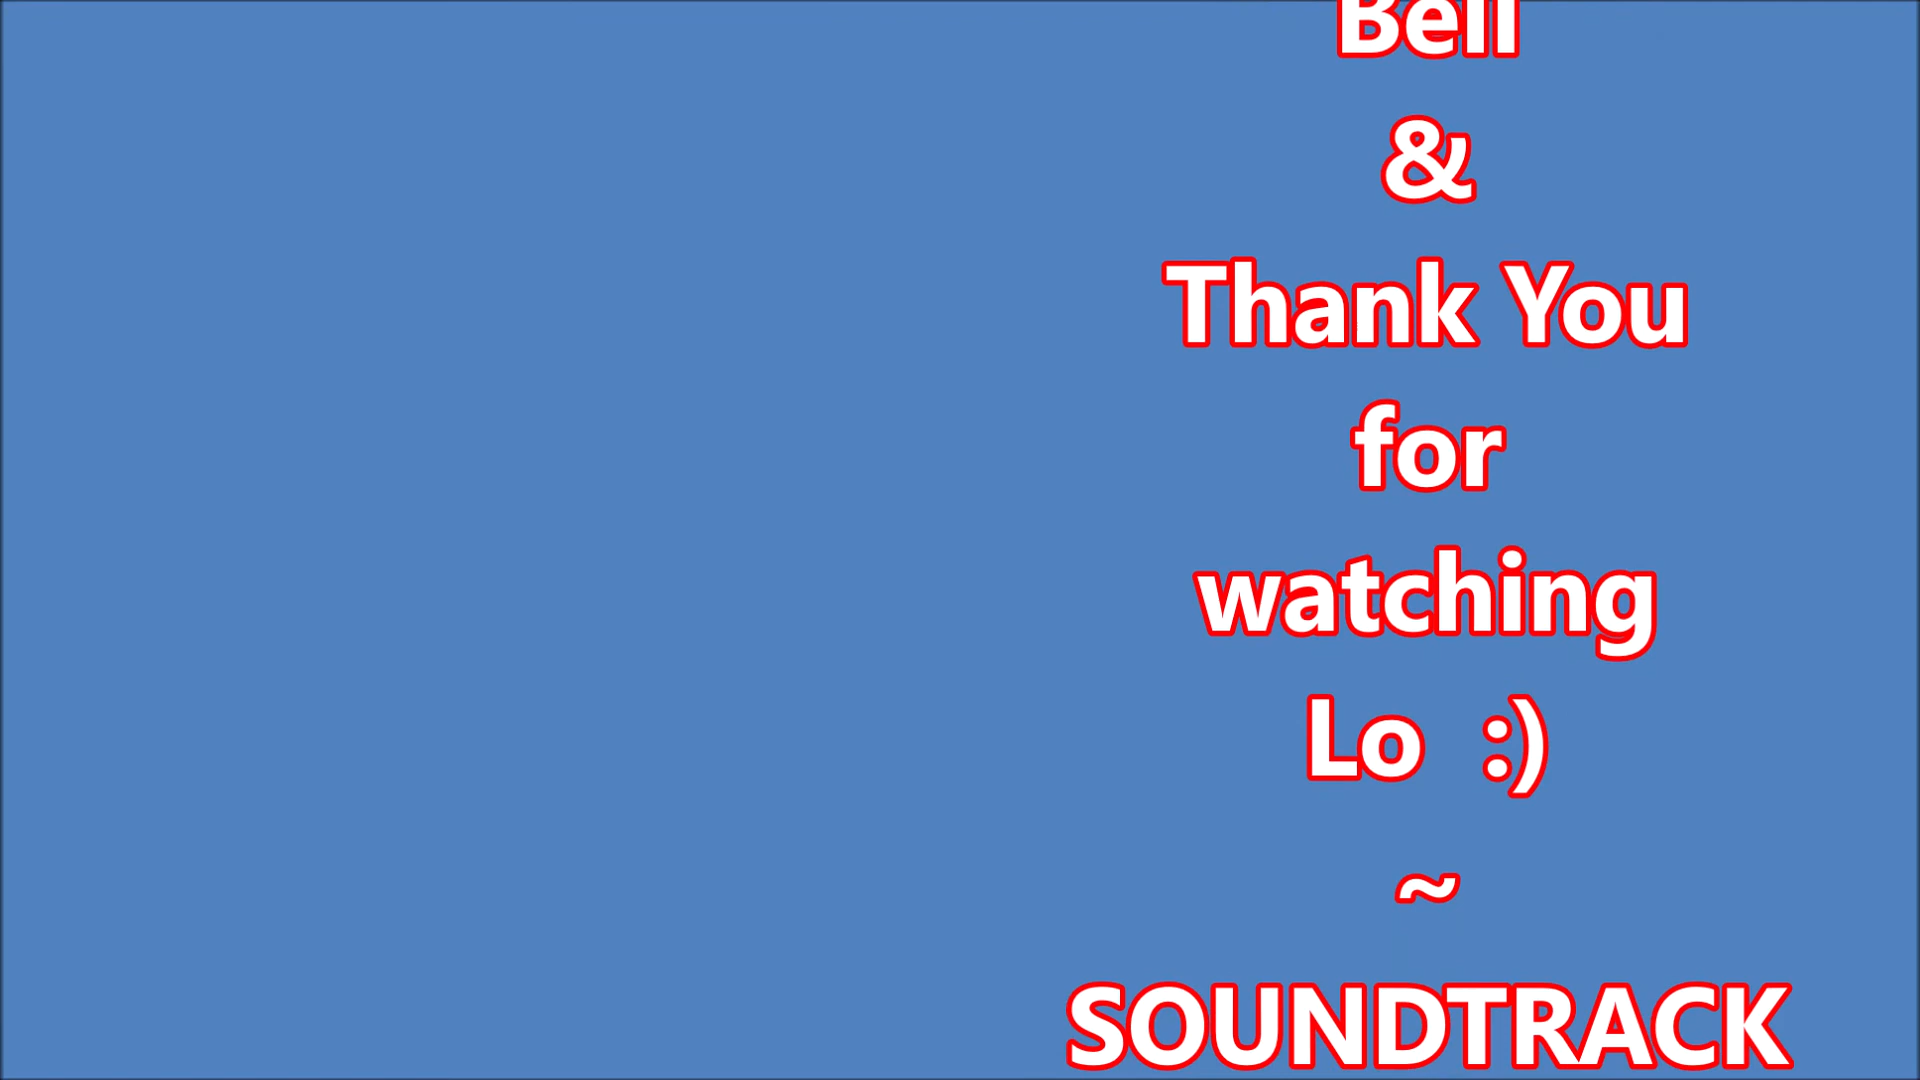 Bell
&
Thank You
for
watching
Lo :)
~
SOUNDTRACK